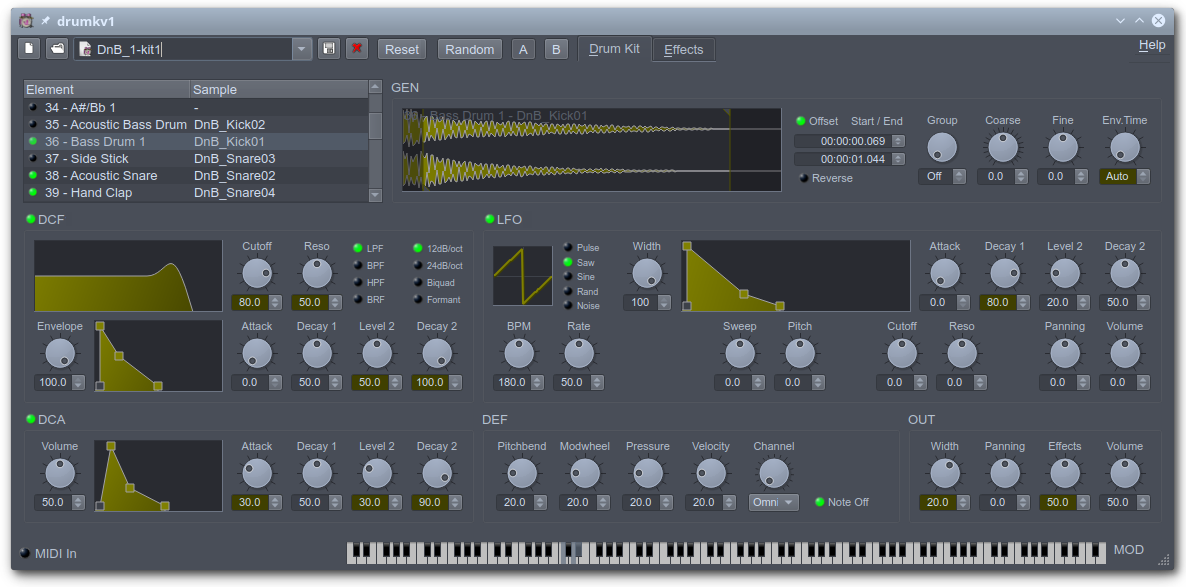 drumkv1
DnB_1-kit1 Reset Random A B Drum Kit Effects Help
Element Sample
34 - A#/Bb 1 -
35 - Acoustic Bass Drum DnB_Kick02
36 - Bass Drum 1 DnB_Kick01
37 - Side Stick DnB_Snare03
38 - Acoustic Snare DnB_Snare02
39 - Hand Clap DnB_Snare04
GEN
Bass Drum 1 - DnB_Kick01
Offset Start / End
00:00:00.069
00:00:01.044
Reverse
Group Coarse Fine Env.Time
Off 0.0 0.0 Auto
DCF
Cutoff Reso
80.0 50.0
LPF 12dB/oct
BPF 24dB/oct
HPF Biquad
BRF Formant
Envelope Attack Decay 1 Level 2 Decay 2
100.0 0.0 50.0 50.0 100.0
LFO
Pulse
Saw
Sine
Rand
Noise
Width Attack Decay 1 Level 2 Decay 2
100 0.0 80.0 20.0 50.0
BPM Rate Sweep Pitch Cutoff Reso Panning Volume
180.0 50.0 0.0 0.0 0.0 0.0 0.0 0.0
DCA
Volume Attack Decay 1 Level 2 Decay 2
50.0 30.0 50.0 30.0 90.0
DEF
Pitchbend Modwheel Pressure Velocity Channel
20.0 20.0 20.0 20.0 Omni Note Off
OUT
Width Panning Effects Volume
20.0 0.0 50.0 50.0
MIDI In MOD